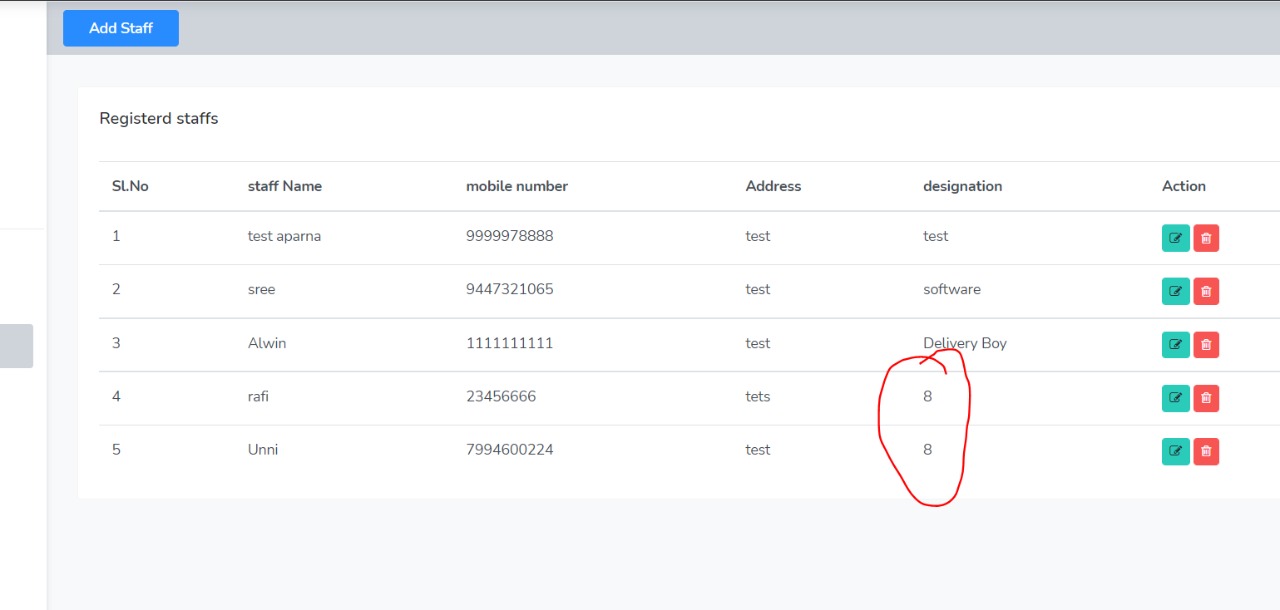 Add Staff
Registerd staffs
Sl.No staff Name mobile number Address designation Action
1 test aparna 9999978888 test test
2 sree 9447321065 test software
3 Alwin 1111111111 test Delivery Boy
4 rafi 23456666 tets 8
5 Unni 7994600224 test 8